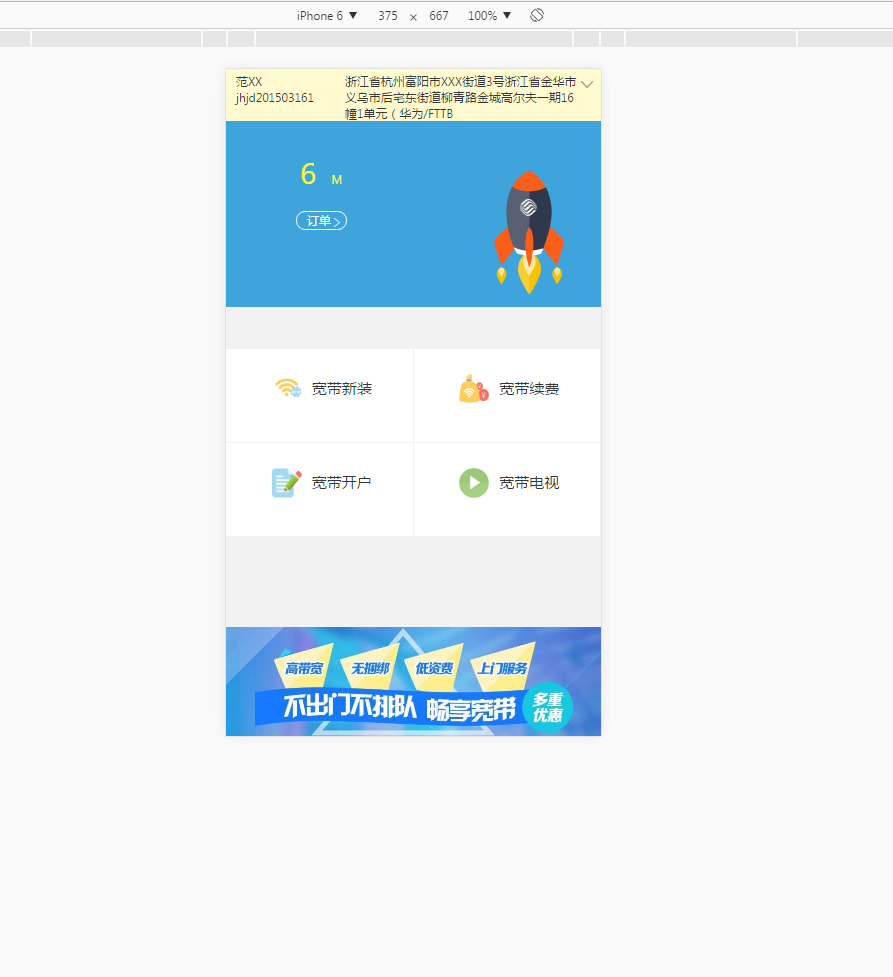 iPhone 6 ▼ 375 × 667 100% ▼
范XX
jhjd201503161
浙江省杭州富阳市XXX街道3号浙江省金华市
义乌市后宅东街道柳青路金城高尔夫一期16
幢1单元（华为/FTTB
6 M
订单
宽带新装
宽带续费
宽带开户
宽带电视
高带宽 无捆绑 低资费 上门服务
不出门不排队 畅享宽带
多重
优惠